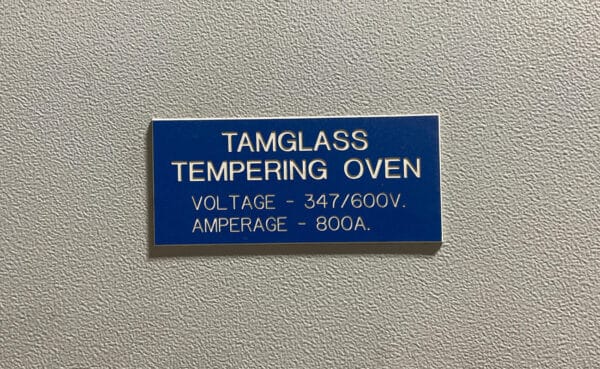 TAMGLASS
TEMPERING OVEN
VOLTAGE - 347/600V.
AMPERAGE - 800A.